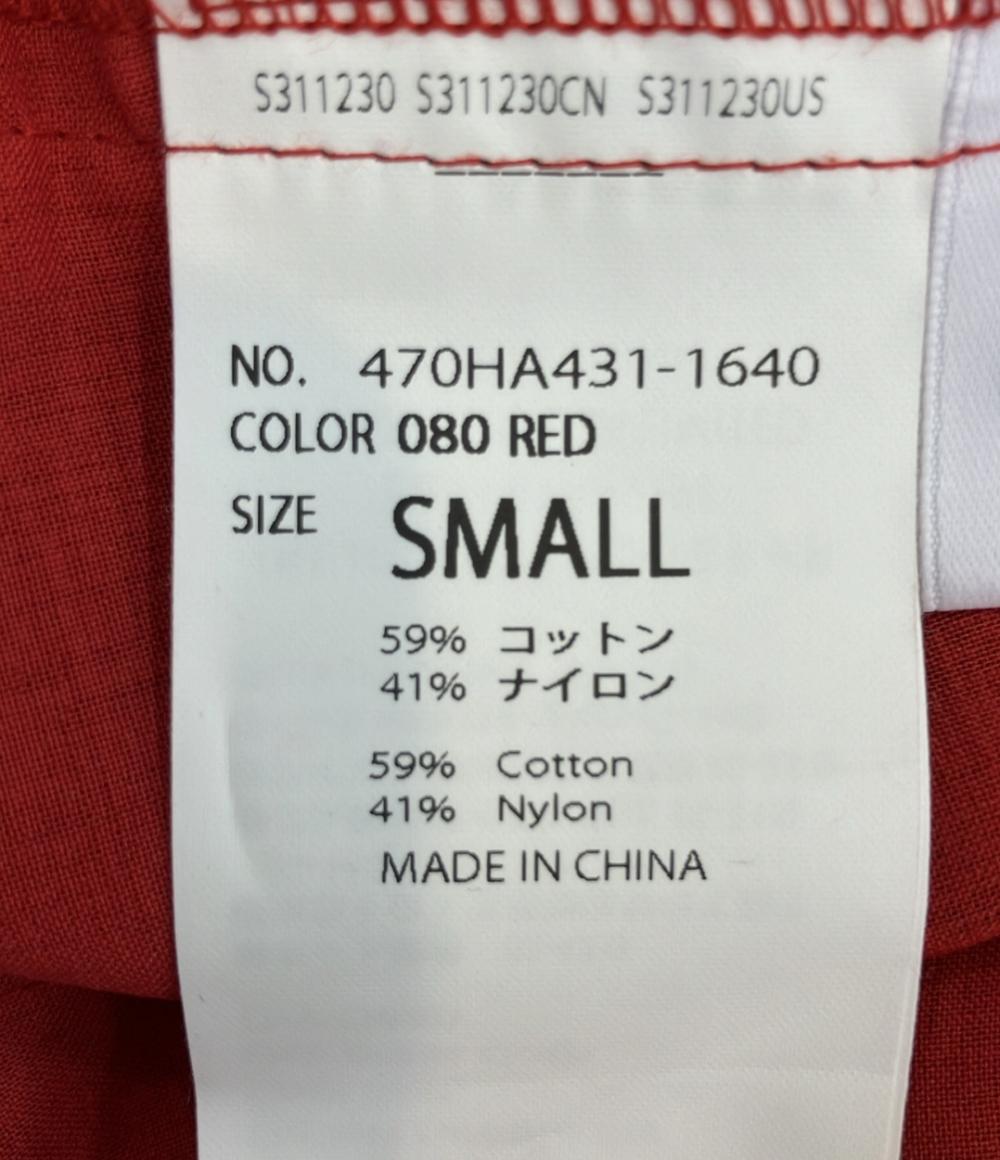 S311230 S311230CN S311230US
NO. 470HA431-1640
COLOR 080 RED
SIZE SMALL
59% コットン
41% ナイロン
59% Cotton
41% Nylon
MADE IN CHINA